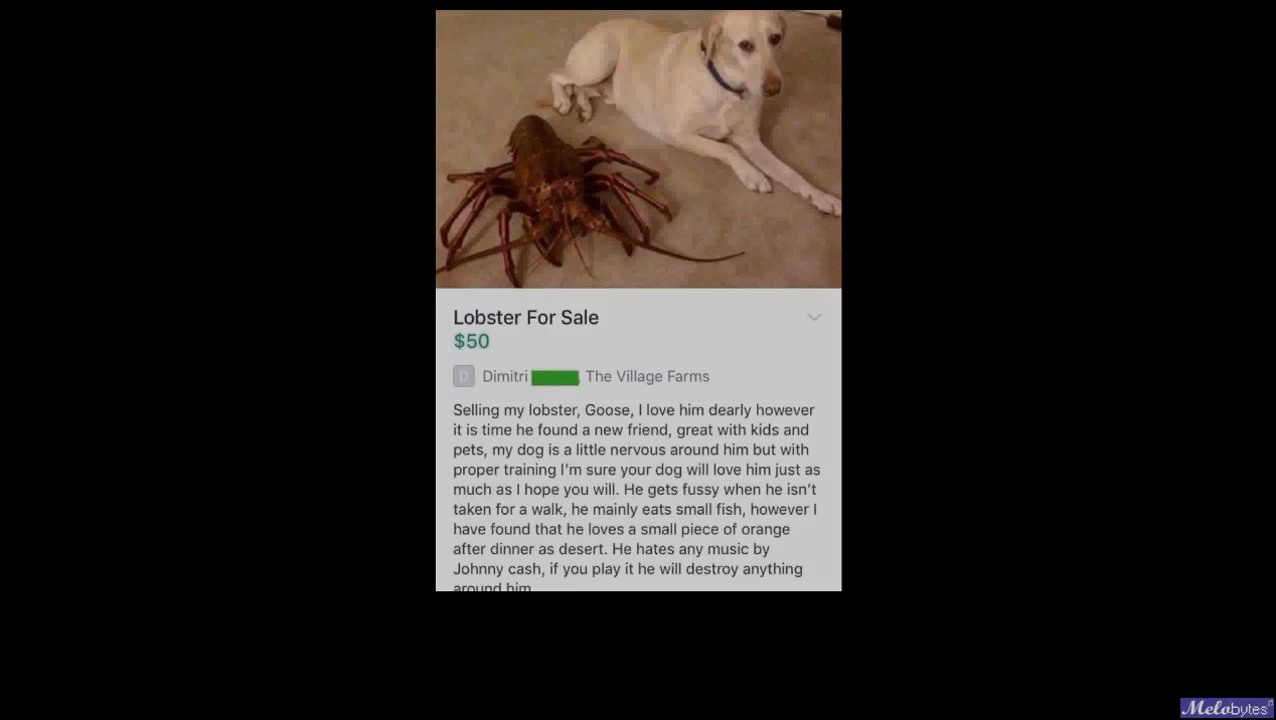 Lobster For Sale
$50
D Dimitri The Village Farms
Selling my lobster, Goose, I love him dearly however
it is time he found a new friend, great with kids and
pets, my dog is a little nervous around him but with
proper training I'm sure your dog will love him just as
much as I hope you will. He gets fussy when he isn't
taken for a walk, he mainly eats small fish, however I
have found that he loves a small piece of orange
after dinner as desert. He hates any music by
Johnny cash, if you play it he will destroy anything
around him
Melobytes